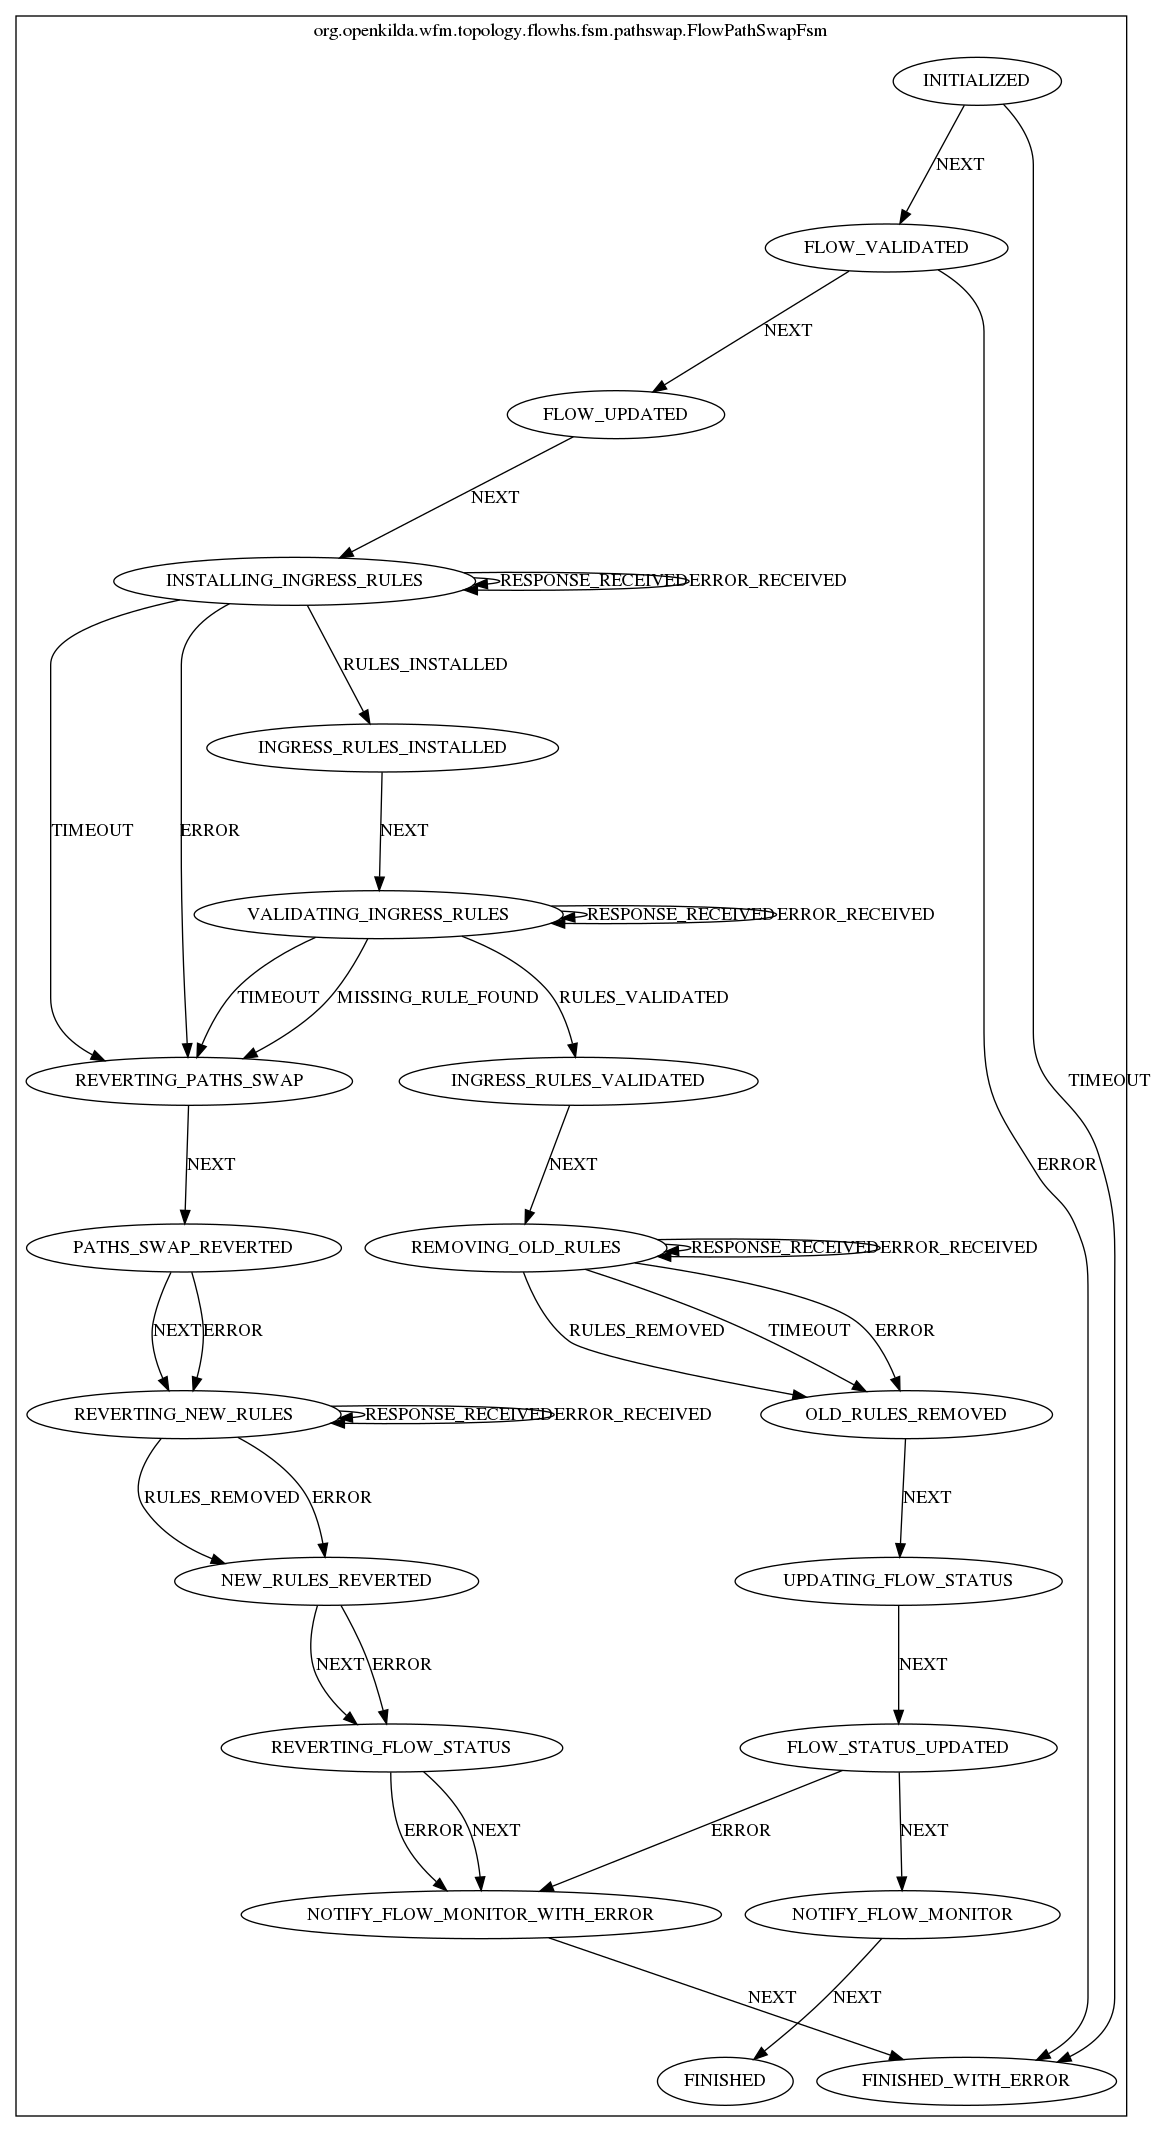 org.openkilda.wfm.topology.flowhs.fsm.pathswap.FlowPathSwapFsm
INITIALIZED
NEXT
FLOW_VALIDATED
NEXT
FLOW_UPDATED
NEXT
INSTALLING_INGRESS_RULES
RESPONSE_RECEIVED
ERROR_RECEIVED
RULES_INSTALLED
INGRESS_RULES_INSTALLED
TIMEOUT
ERROR
NEXT
VALIDATING_INGRESS_RULES
RESPONSE_RECEIVED
ERROR_RECEIVED
TIMEOUT
MISSING_RULE_FOUND
RULES_VALIDATED
REVERTING_PATHS_SWAP
INGRESS_RULES_VALIDATED
TIMEOUT
NEXT
NEXT
ERROR
PATHS_SWAP_REVERTED
REMOVING_OLD_RULES
RESPONSE_RECEIVED
ERROR_RECEIVED
NEXT
ERROR
RULES_REMOVED
TIMEOUT
ERROR
REVERTING_NEW_RULES
RESPONSE_RECEIVED
ERROR_RECEIVED
OLD_RULES_REMOVED
RULES_REMOVED
ERROR
NEXT
NEW_RULES_REVERTED
UPDATING_FLOW_STATUS
NEXT
ERROR
NEXT
REVERTING_FLOW_STATUS
FLOW_STATUS_UPDATED
ERROR
NEXT
ERROR
NEXT
NOTIFY_FLOW_MONITOR_WITH_ERROR
NOTIFY_FLOW_MONITOR
NEXT
NEXT
FINISHED
FINISHED_WITH_ERROR